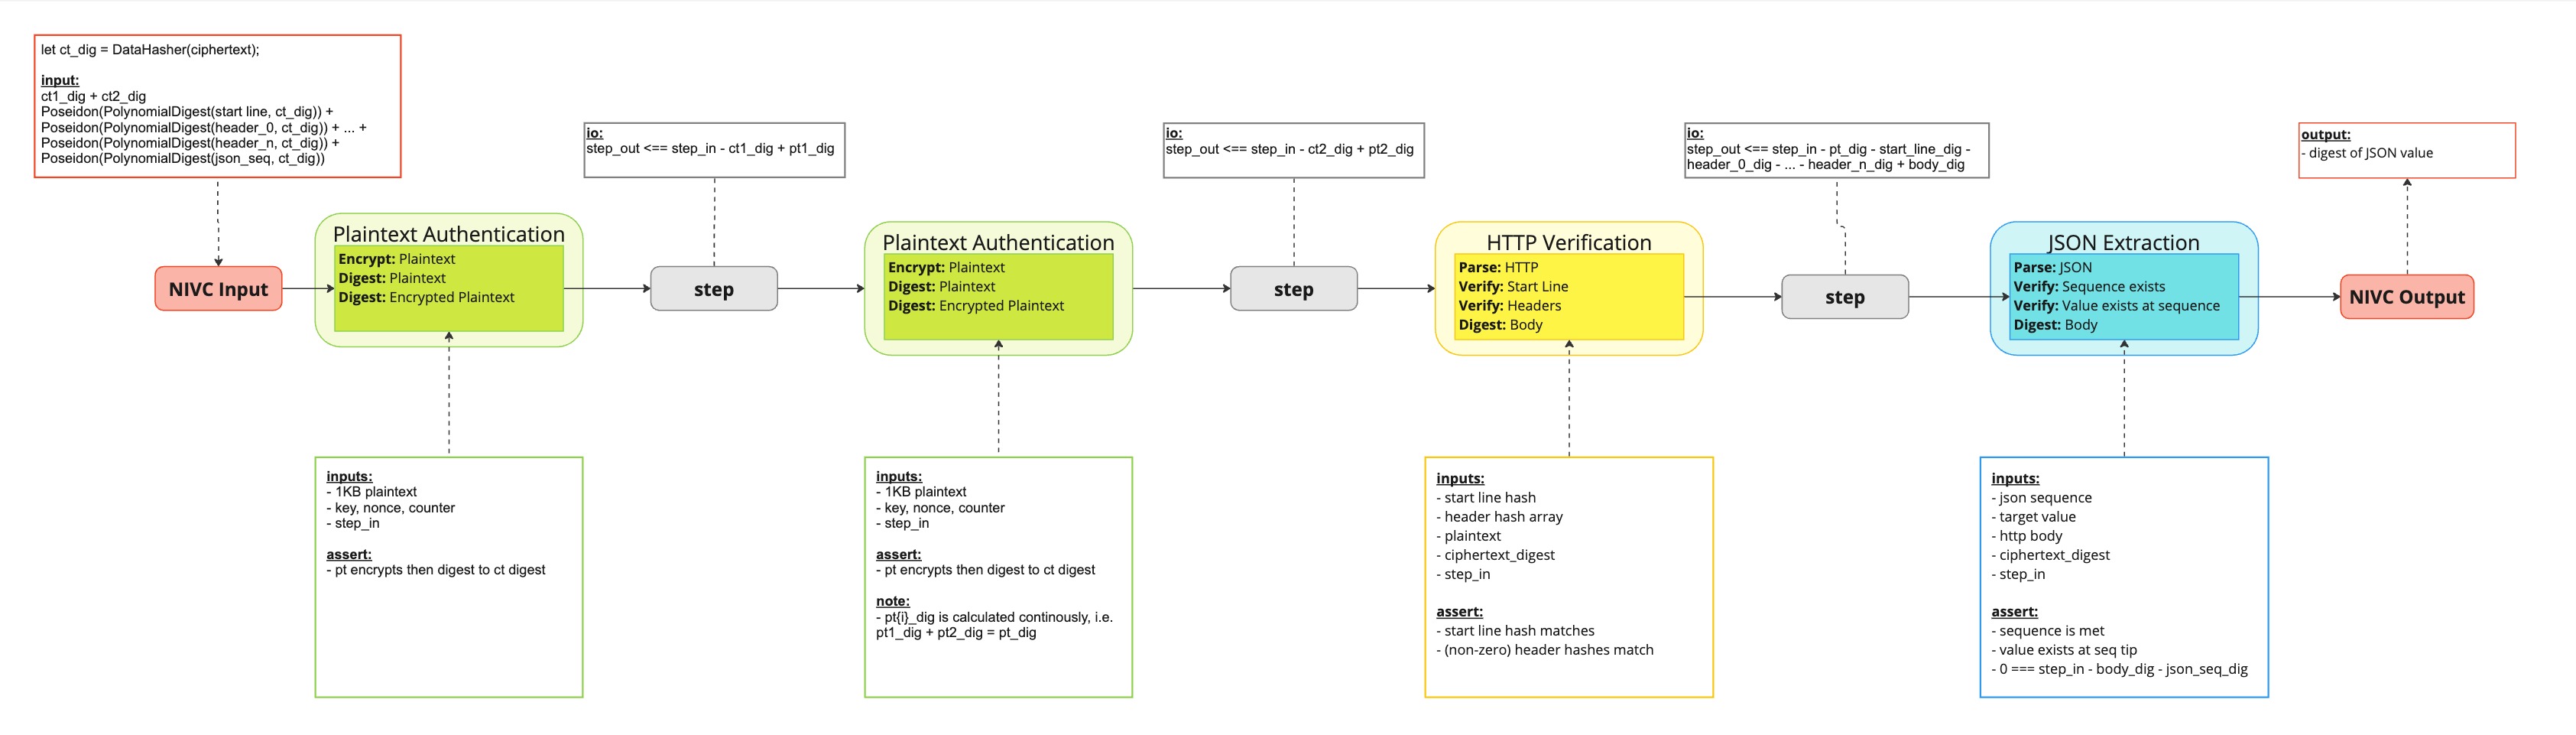 let ct_dig = DataHasher(ciphertext);
input:
ct1_dig + ct2_dig
Poseidon(PolynomialDigest(start line, ct_dig)) +
Poseidon(PolynomialDigest(header_0, ct_dig)) + ... +
Poseidon(PolynomialDigest(header_n, ct_dig)) +
Poseidon(PolynomialDigest(json_seq, ct_dig))
io:
step_out <== step_in - ct1_dig + pt1_dig
io:
step_out <== step_in - ct2_dig + pt2_dig
io:
step_out <== step_in - pt_dig - start_line_dig -
header_0_dig - ... - header_n_dig + body_dig
output:
- digest of JSON value
NIVC Input
Plaintext Authentication
Encrypt: Plaintext
Digest: Plaintext
Digest: Encrypted Plaintext
step
Plaintext Authentication
Encrypt: Plaintext
Digest: Plaintext
Digest: Encrypted Plaintext
step
HTTP Verification
Parse: HTTP
Verify: Start Line
Verify: Headers
Digest: Body
step
JSON Extraction
Parse: JSON
Verify: Sequence exists
Verify: Value exists at sequence
Digest: Body
NIVC Output
inputs:
- 1KB plaintext
- key, nonce, counter
- step_in
assert:
- pt encrypts then digest to ct digest
inputs:
- 1KB plaintext
- key, nonce, counter
- step_in
assert:
- pt encrypts then digest to ct digest
note:
- pt{i}_dig is calculated continously, i.e.
pt1_dig + pt2_dig = pt_dig
inputs:
- start line hash
- header hash array
- plaintext
- ciphertext_digest
- step_in
assert:
- start line hash matches
- (non-zero) header hashes match
inputs:
- json sequence
- target value
- http body
- ciphertext_digest
- step_in
assert:
- sequence is met
- value exists at seq tip
- 0 === step_in - body_dig - json_seq_dig